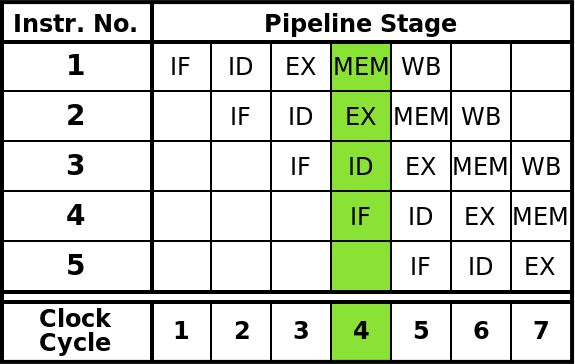 Instr. No. Pipeline Stage
1 IF ID EX MEM WB
2 IF ID EX MEM WB
3 IF ID EX MEM WB
4 IF ID EX MEM
5 IF ID EX
Clock
Cycle 1 2 3 4 5 6 7